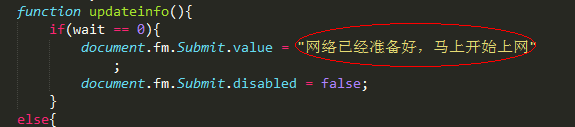 function updateinfo(){
if(wait == 0){
document.fm.Submit.value = "网络已经准备好，马上开始上网"
;
document.fm.Submit.disabled = false;
}
else{